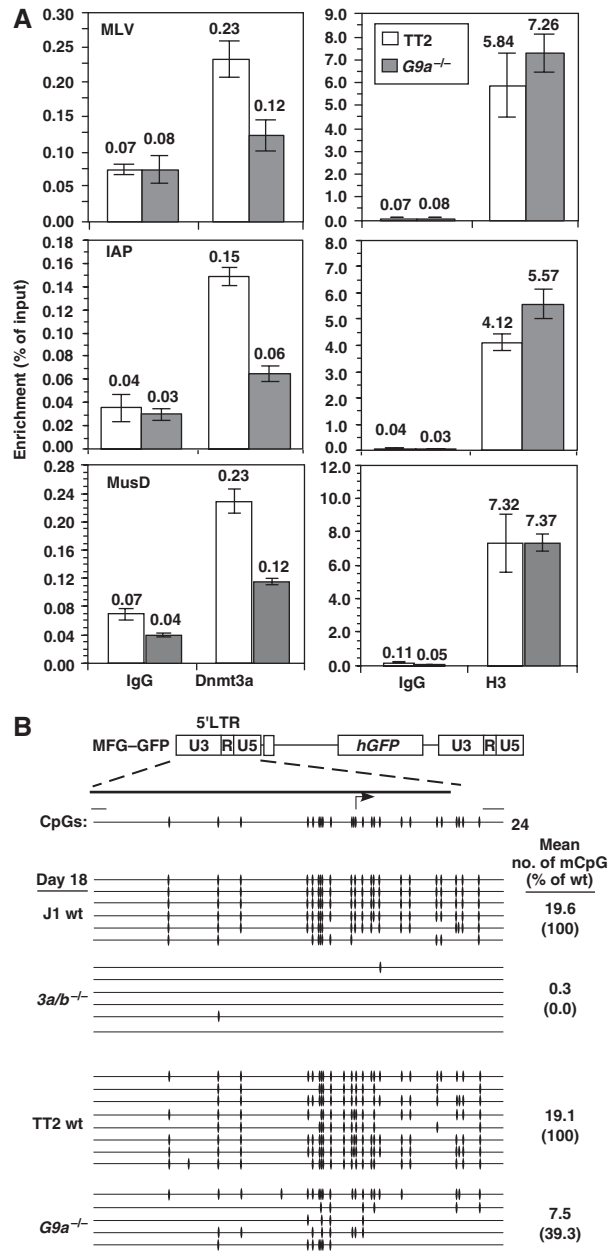 A
MLV
0.30
0.25
0.20
0.15
0.10
0.05
0.00
0.07
0.08
0.23
0.12
9.0
8.0
7.0
6.0
5.0
4.0
3.0
2.0
1.0
0.0
TT2
G9a−/−
0.07
0.08
5.84
7.26
Enrichment (% of input)
IAP
0.18
0.16
0.14
0.12
0.10
0.08
0.06
0.04
0.02
0.00
0.04
0.03
0.15
0.06
8.0
7.0
6.0
5.0
4.0
3.0
2.0
1.0
0.0
0.04
0.03
4.12
5.57
MusD
0.28
0.24
0.20
0.16
0.12
0.08
0.04
0.00
0.07
0.04
0.23
0.12
IgG
Dnmt3a
12.0
10.0
8.0
6.0
4.0
2.0
0.0
0.11
0.05
7.32
7.37
IgG
H3
B
5'LTR
MFG–GFP
U3
R
U5
hGFP
U3
R
U5
CpGs:
24
Mean
no. of mCpG
(% of wt)
Day 18
J1 wt
19.6
(100)
3a/b−/−
0.3
(0.0)
TT2 wt
19.1
(100)
G9a−/−
7.5
(39.3)